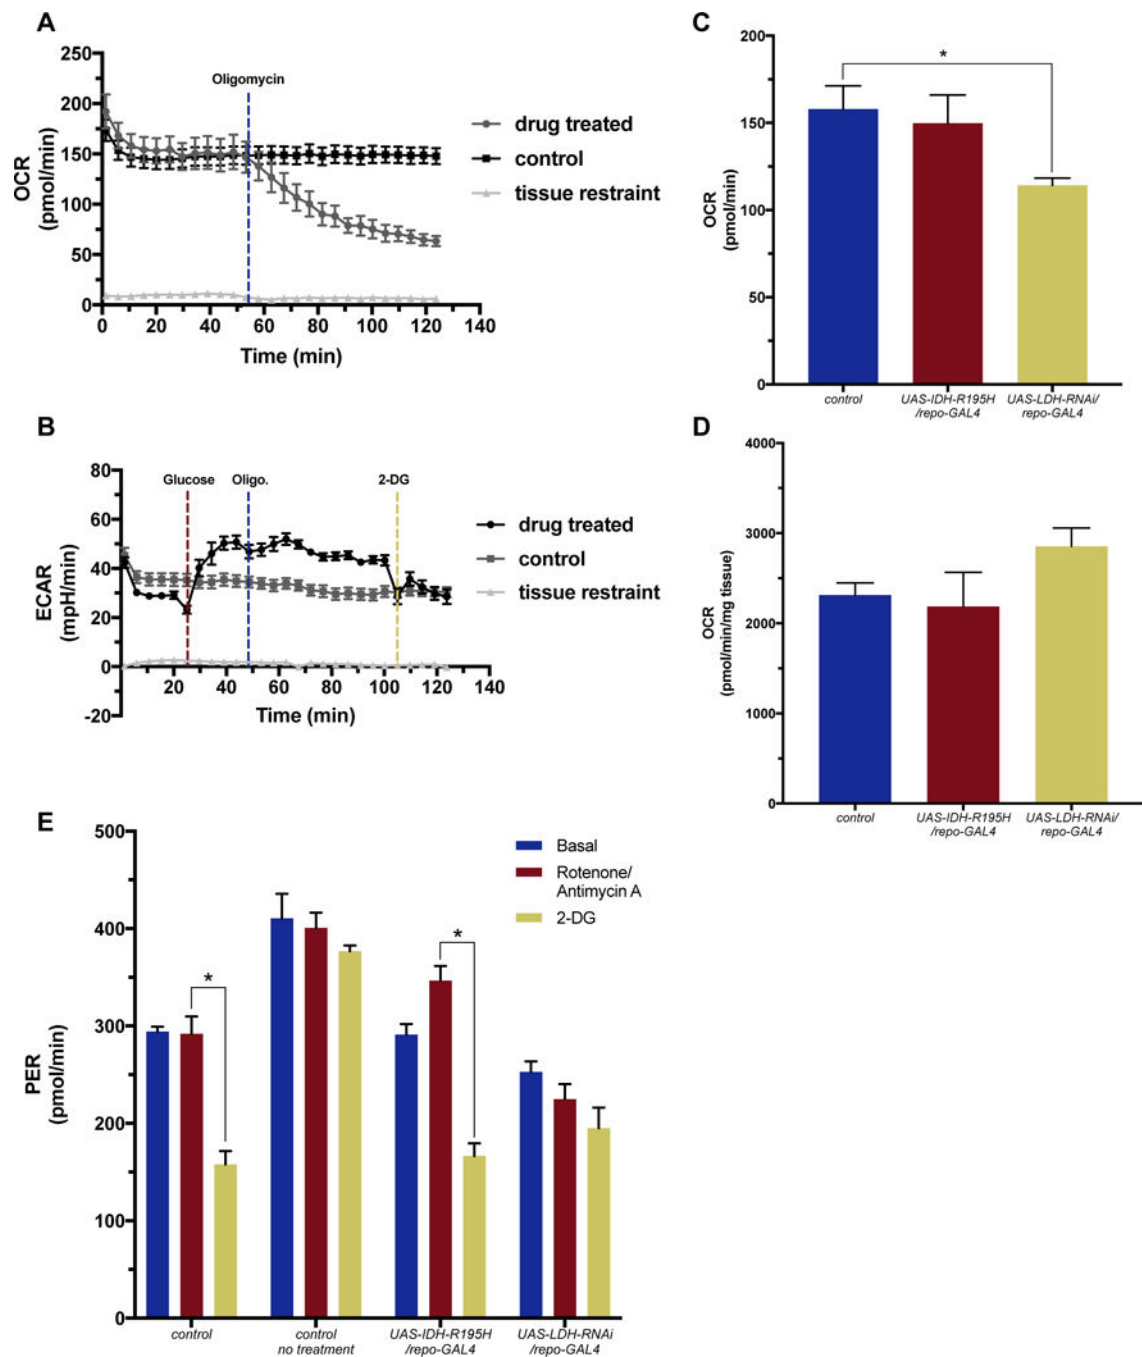 A
OCR
(pmol/min)
250
200
150
100
50
0
0 20 40 60 80 100 120 140
Time (min)
Oligomycin
drug treated
control
tissue restraint
B
ECAR
(mpH/min)
80
60
40
20
0
-20
20 40 60 80 100 120 140
Time (min)
Glucose
Oligo.
2-DG
drug treated
control
tissue restraint
C
OCR
(pmol/min)
200
150
100
50
0
*
control
UAS-IDH-R195H
/repo-GAL4
UAS-LDH-RNAi/
repo-GAL4
D
OCR
(pmol/min/mg tissue)
4000
3000
2000
1000
0
control
UAS-IDH-R195H
/repo-GAL4
UAS-LDH-RNAi/
repo-GAL4
E
PER
(pmol/min)
500
400
300
200
100
0
*
*
Basal
Rotenone/
Antimycin A
2-DG
control
control
no treatment
UAS-IDH-R195H
/repo-GAL4
UAS-LDH-RNAi
/repo-GAL4